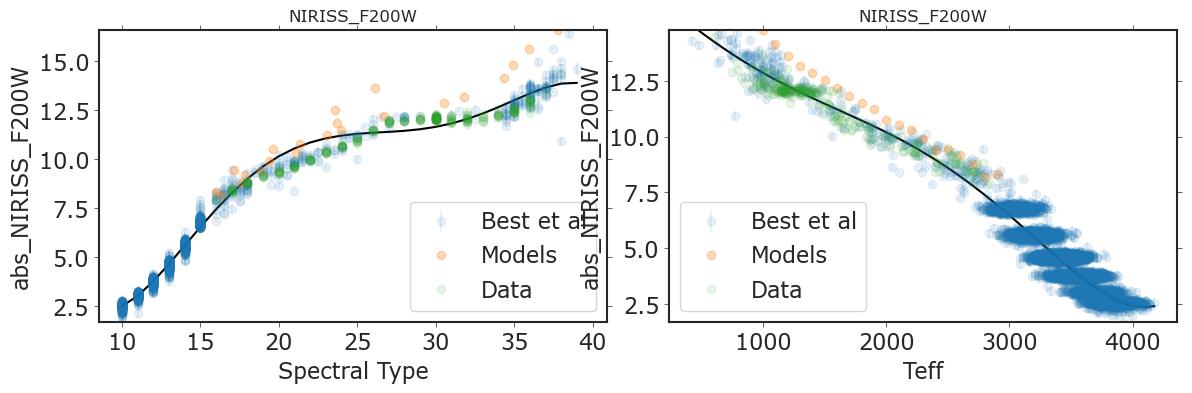 NIRISS_F200W
abs_NIRISS_F200W
15.0
12.5
10.0
7.5
5.0
2.5
Best et al
Models
Data
10 15 20 25 30 35 40
Spectral Type
NIRISS_F200W
abs_NIRISS_F200W
12.5
10.0
7.5
5.0
2.5
Best et al
Models
Data
1000 2000 3000 4000
Teff